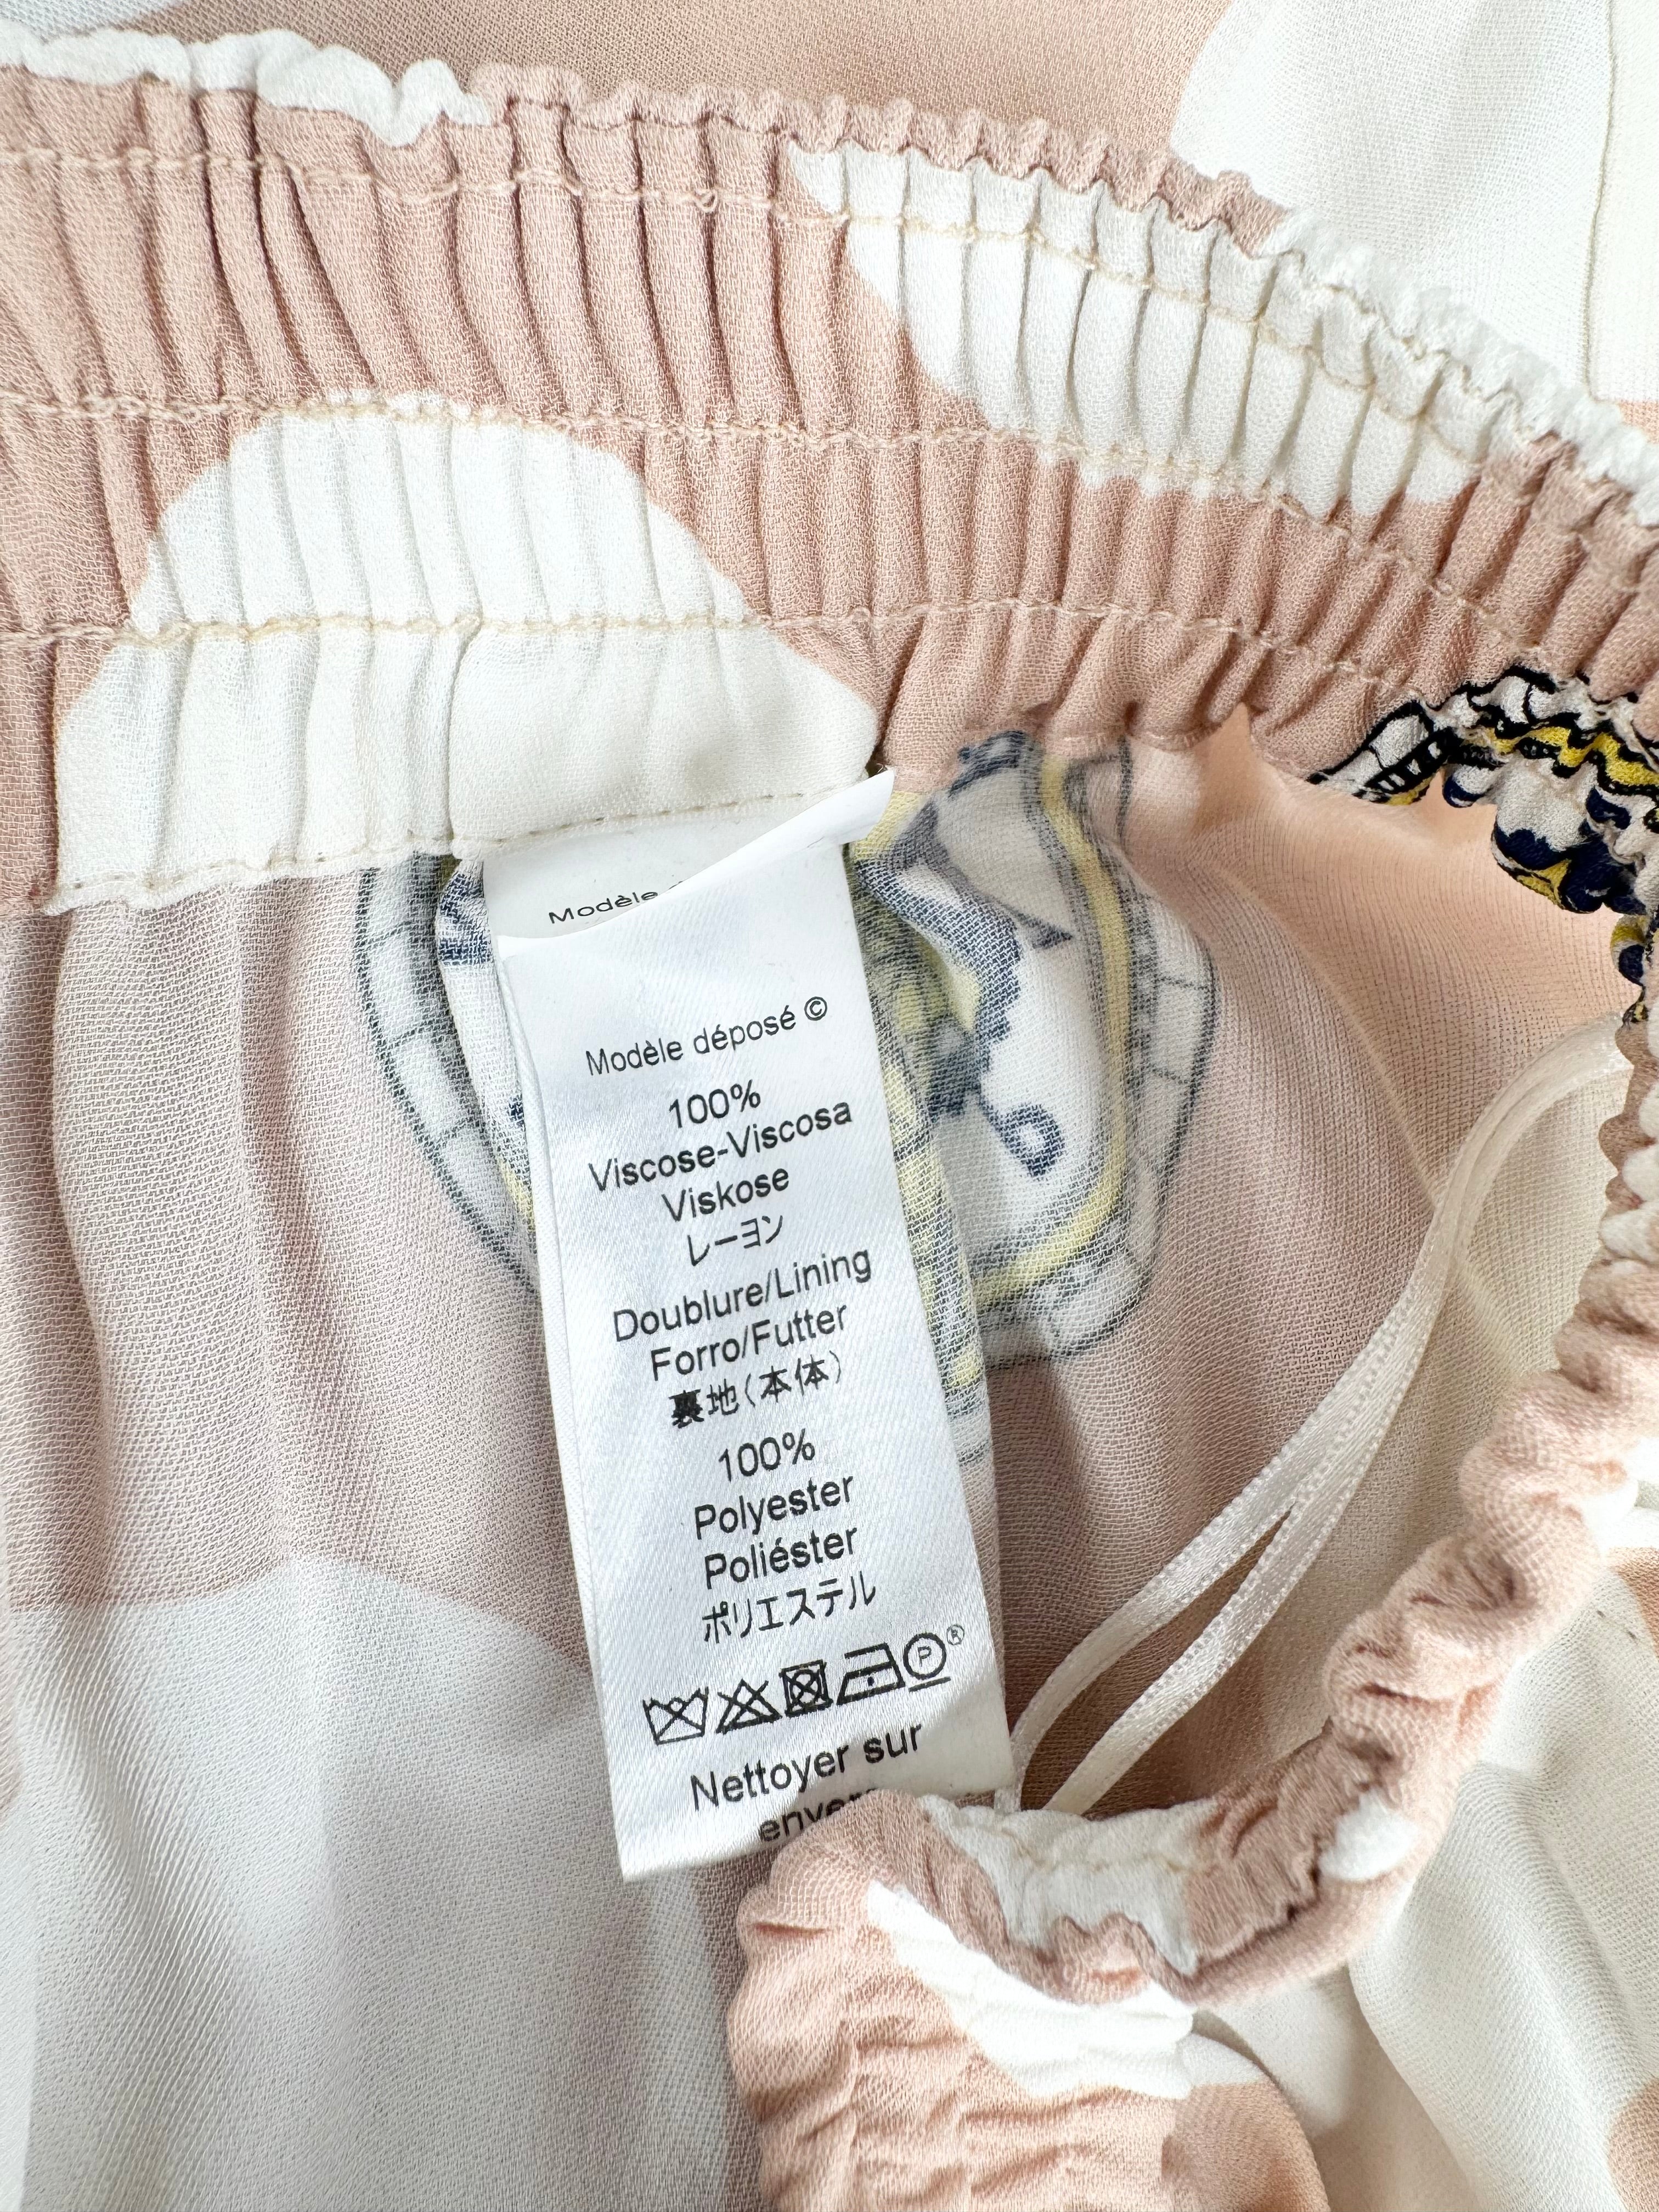 Modèle
Modèle déposé ©
100%
Viscose-Viscosa
Viskose
レーヨン
Doublure/Lining
Forro/Futter
裏地(本体)
100%
Polyester
Poliéster
ポリエステル
P ®
Nettoyer sur